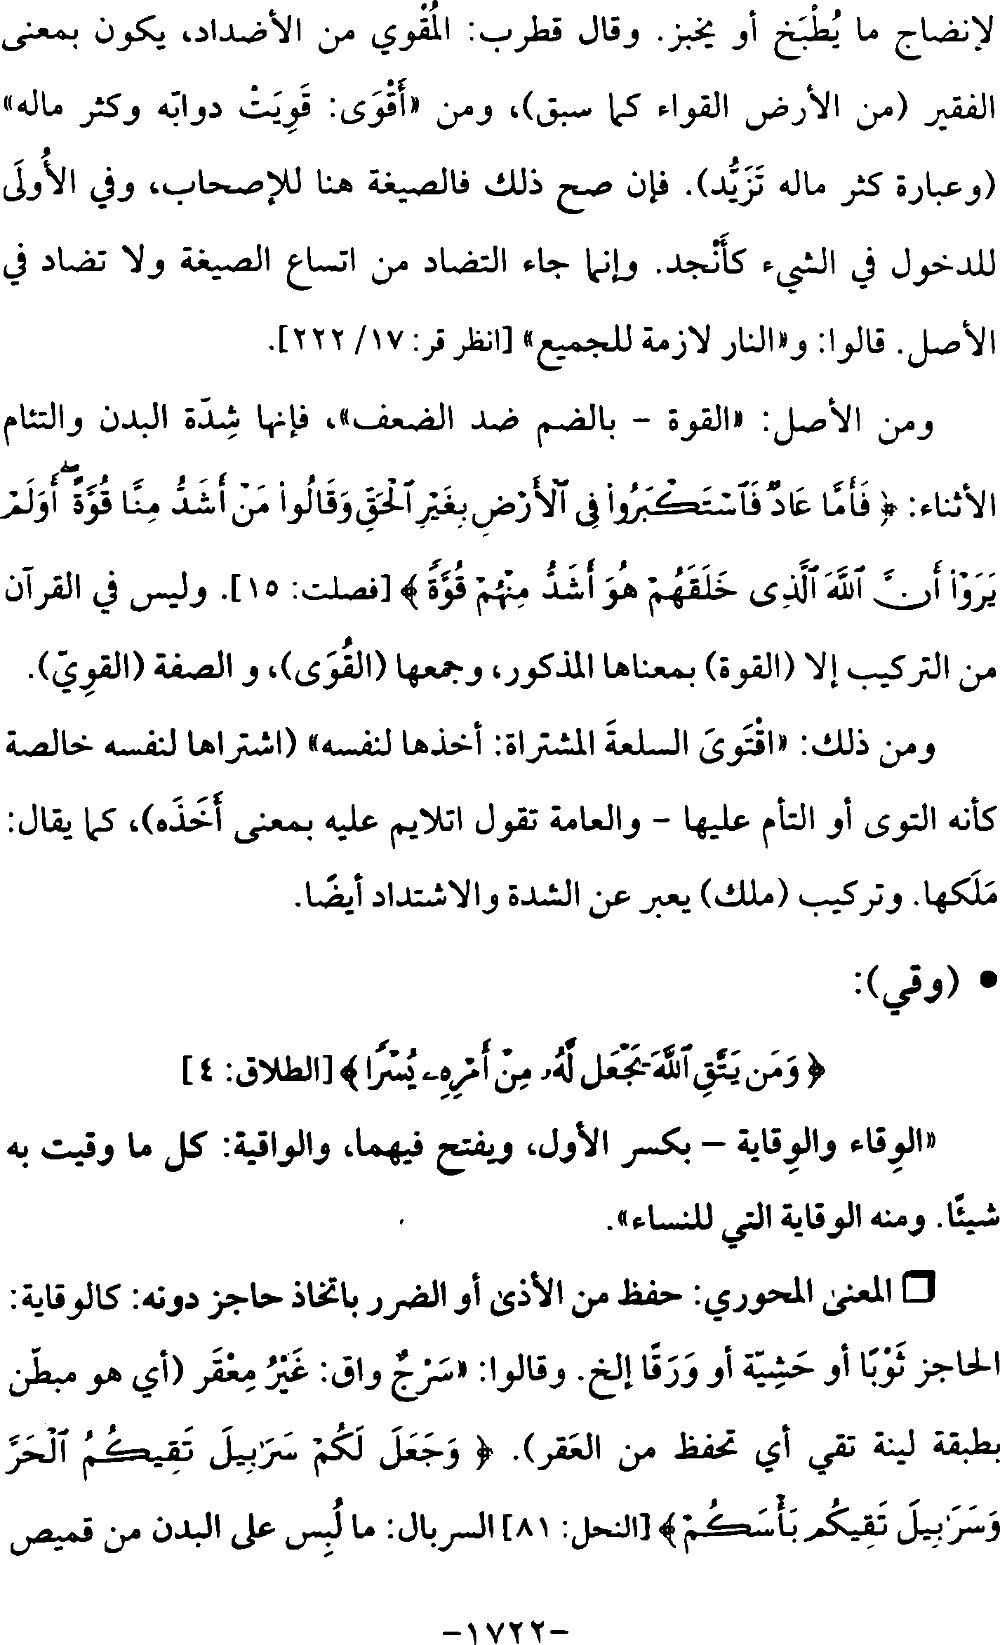 لإنضاج ما يُطْبَخ أو يخبز. وقال قطرب: المُقْوي من الأضداد، يكون بمعنى
الفقير (من الأرض القواء كما سبق)، ومن «أَقْوَى: قَوِيَتْ دوابّه وكثر ماله»
(وعبارة كثر ماله تَزَيُّد). فإن صح ذلك فالصيغة هنا للإصحاب، وفي الأُولَى
للدخول في الشيء كأَنْجد. وإنما جاء التضاد من اتساع الصيغة ولا تضاد في
الأصل. قالوا: و«النار لازمة للجميع» [انظر قر: ١٧/ ٢٢٢].
ومن الأصل: «القوة – بالضم ضد الضعف»، فإنها شِدّة البدن والتئام
الأثناء: ﴿ فَأَمَّا عَادٌ فَٱسْتَكْبَرُواْ فِى ٱلْأَرْضِ بِغَيْرِ ٱلْحَقِّ وَقَالُواْ مَنْ أَشَدُّ مِنَّا قُوَّةً ۖ أَوَلَمْ
يَرَوْاْ أَنَّ ٱللَّهَ ٱلَّذِى خَلَقَهُمْ هُوَ أَشَدُّ مِنْهُمْ قُوَّةً ﴾ [فصلت: ١٥]. وليس في القرآن
من التركيب إلا (القوة) بمعناها المذكور، وجمعها (القُوَى)، و الصفة (القوِيّ).
ومن ذلك: «اقْتَوىَ السلعةَ المشتراة: أخذها لنفسه» (اشتراها لنفسه خالصة
كأنه التوى أو التأم عليها – والعامة تقول اتلايم عليه بمعنى أَخَذَه)، كما يقال:
مَلَكها. وتركيب (ملك) يعبر عن الشدة والاشتداد أيضًا.
• (وقي):
﴿ وَمَن يَتَّقِ ٱللَّهَ يَجْعَل لَّهُۥ مِنْ أَمْرِهِۦ يُسْرًا ﴾ [الطلاق: ٤]
«الوِقاء والوِقاية – بكسر الأول، ويفتح فيهما، والواقية: كل ما وقيت به
شيئًا. ومنه الوقاية التي للنساء».
❒ المعنى المحوري: حفظ من الأذى أو الضرر باتخاذ حاجز دونه: كالوقاية:
الحاجز ثَوْبًا أو حَشِيّة أو وَرَقًا إلخ. وقالوا: «سَرْجٌ واق: غَيْرُ مِعْقَر (أي هو مبطّن
بطبقة لينة تقي أي تحفظ من العَقر). ﴿ وَجَعَلَ لَكُمْ سَرَٰبِيلَ تَقِيكُمُ ٱلْحَرَّ
وَسَرَٰبِيلَ تَقِيكُم بَأْسَكُمْ ﴾ [النحل: ٨١] السربال: ما لُبِس على البدن من قميص
-١٧٢٢-